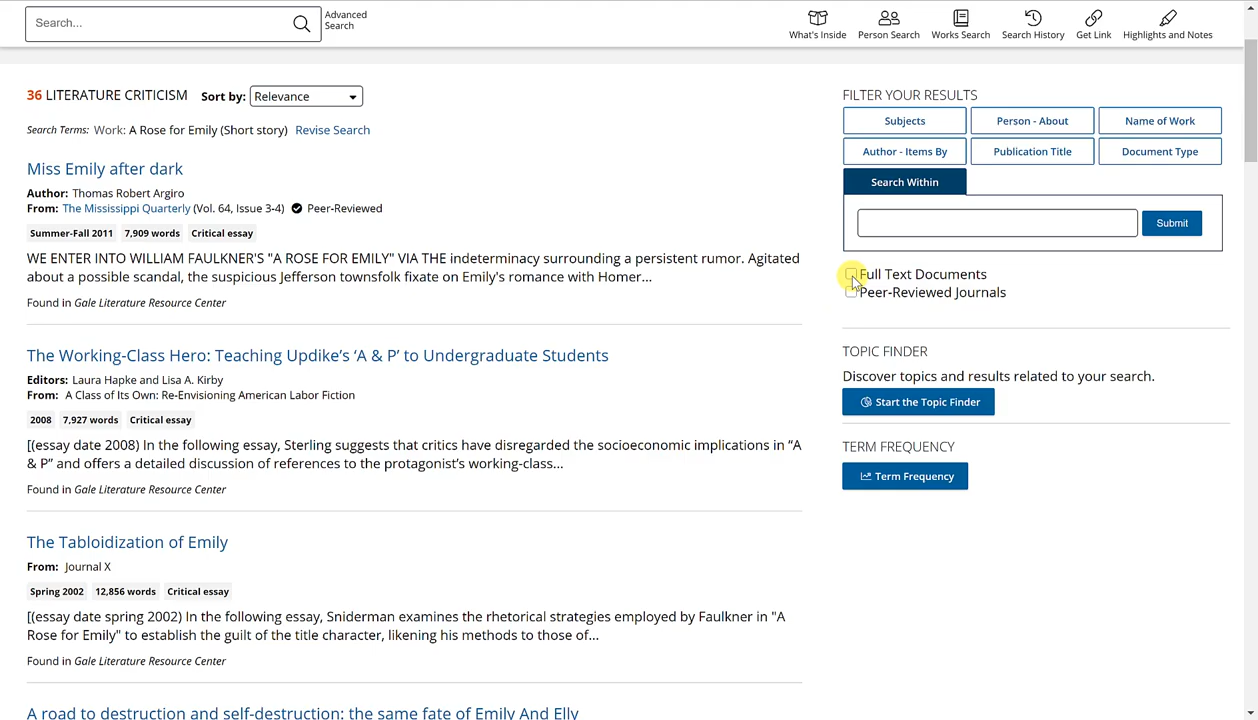 Search...
Advanced
Search
What's Inside
Person Search
Works Search
Search History
Get Link
Highlights and Notes
36 LITERATURE CRITICISM Sort by: Relevance
Search Terms: Work: A Rose for Emily (Short story) Revise Search
Miss Emily after dark
Author: Thomas Robert Argiro
From: The Mississippi Quarterly (Vol. 64, Issue 3-4) Peer-Reviewed
Summer-Fall 2011 7,909 words Critical essay
WE ENTER INTO WILLIAM FAULKNER'S "A ROSE FOR EMILY" VIA THE indeterminacy surrounding a persistent rumor. Agitated
about a possible scandal, the suspicious Jefferson townsfolk fixate on Emily's romance with Homer...
Found in Gale Literature Resource Center
The Working-Class Hero: Teaching Updike’s ‘A & P’ to Undergraduate Students
Editors: Laura Hapke and Lisa A. Kirby
From: A Class of Its Own: Re-Envisioning American Labor Fiction
2008 7,927 words Critical essay
[(essay date 2008) In the following essay, Sterling suggests that critics have disregarded the socioeconomic implications in “A
& P” and offers a detailed discussion of references to the protagonist’s working-class...
Found in Gale Literature Resource Center
The Tabloidization of Emily
From: Journal X
Spring 2002 12,856 words Critical essay
[(essay date spring 2002) In the following essay, Sniderman examines the rhetorical strategies employed by Faulkner in "A
Rose for Emily" to establish the guilt of the title character, likening his methods to those of...
Found in Gale Literature Resource Center
A road to destruction and self-destruction: the same fate of Emily And Elly
FILTER YOUR RESULTS
Subjects Person - About Name of Work
Author - Items By Publication Title Document Type
Search Within
Submit
Full Text Documents
Peer-Reviewed Journals
TOPIC FINDER
Discover topics and results related to your search.
Start the Topic Finder
TERM FREQUENCY
Term Frequency